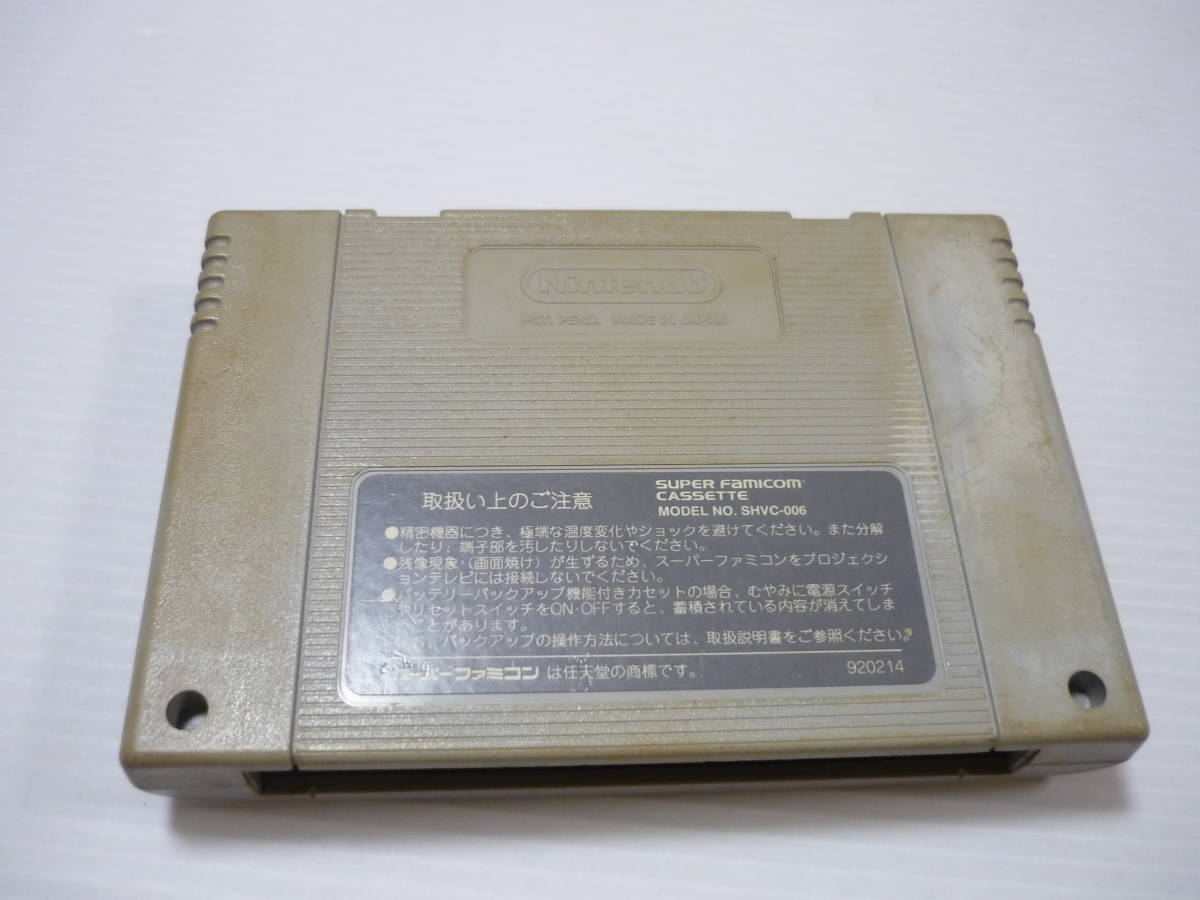 Nintendo
PAT. PEND. MADE IN JAPAN
取扱い上のご注意
SUPER Famicom
CASSETTE
MODEL NO. SHVC-006
●精密機器につき、極端な温度変化やショックを避けてください。また分解
したり、端子部を汚したりしないでください。
●残像現象（画面焼け）が生ずるため、スーパーファミコンをプロジェクシ
ョンテレビには接続しないでください。
●バッテリーバックアップ機能付きカセットの場合、むやみに電源スイッチ
やリセットスイッチをON・OFFすると、蓄積されている内容が消えてしま
ことがあります。
、バックアップの操作方法については、取扱説明書をご参照ください。
スーパーファミコン は任天堂の商標です。
920214